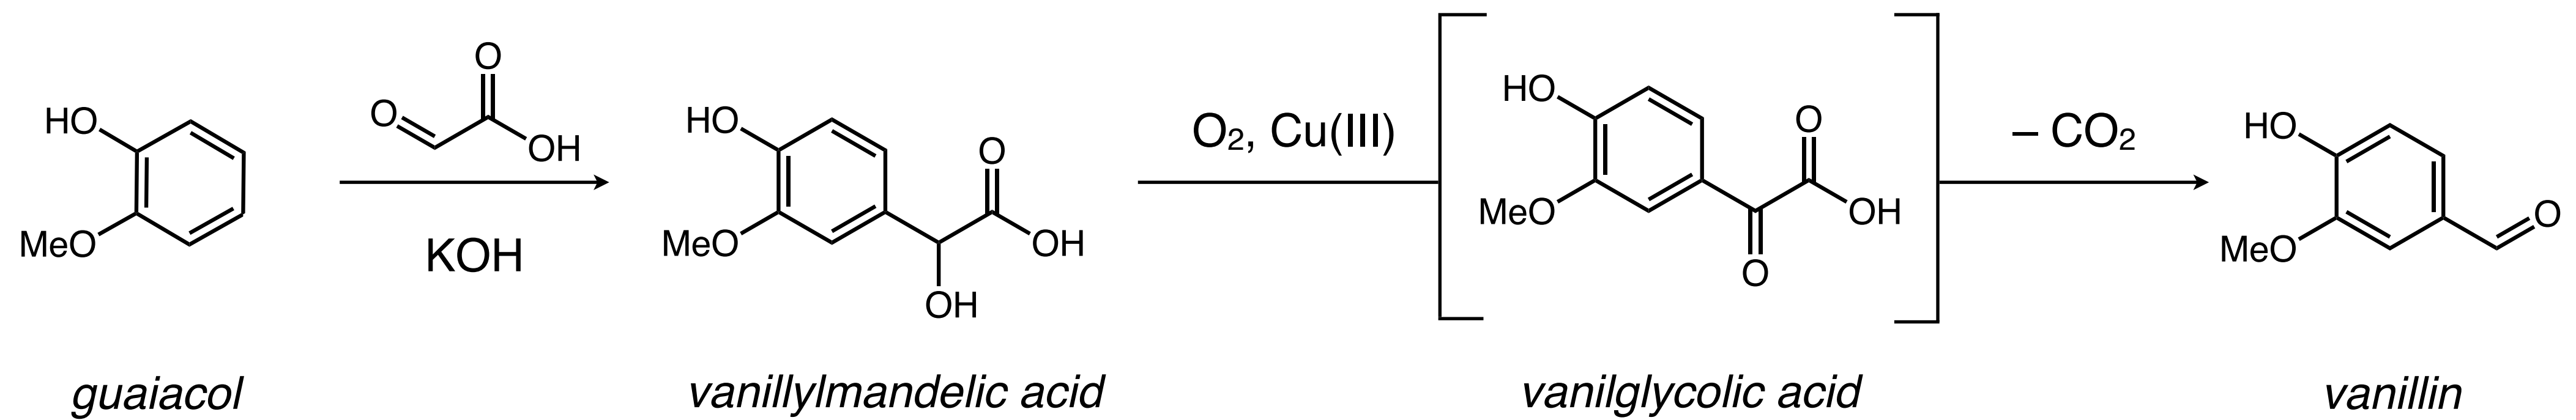 HO
MeO
O
O
OH
KOH
HO
MeO
O
OH
OH
O₂, Cu(III)
HO
MeO
O
OH
O
– CO₂
HO
MeO
O
guaiacol
vanillylmandelic acid
vanilglycolic acid
vanillin